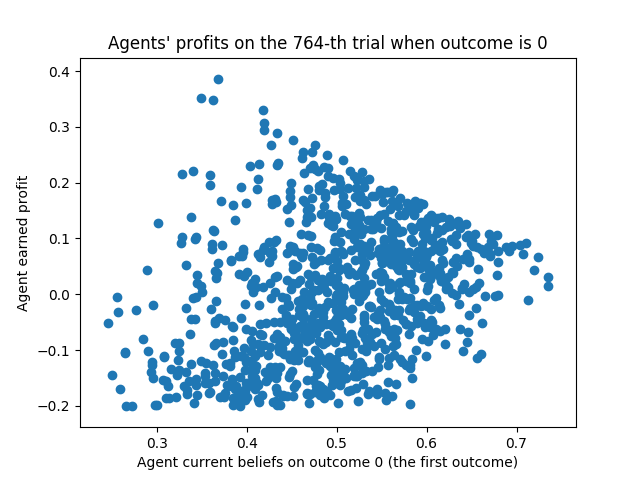 Agents' profits on the 764-th trial when outcome is 0
0.4
0.3
0.2
0.1
0.0
−0.1
−0.2
Agent earned profit
0.3 0.4 0.5 0.6 0.7
Agent current beliefs on outcome 0 (the first outcome)